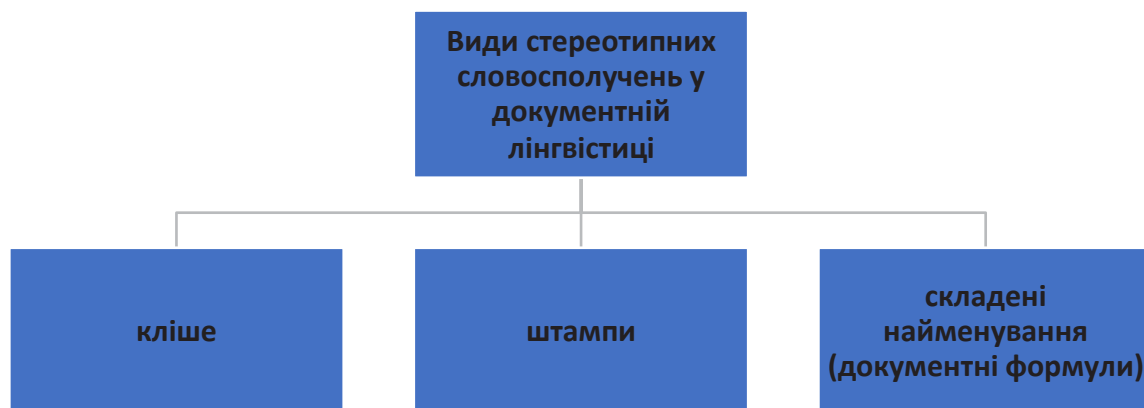 Види стереотипних
словосполучень у
документній
лінгвістиці
кліше
штампи
складені
найменування
(документні формули)